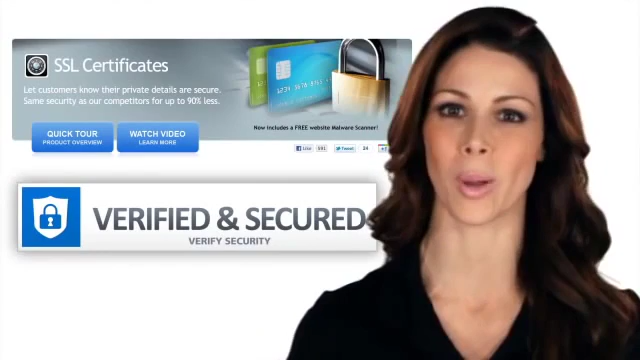 SSL Certificates
Let customers know their private details are secure.
Same security as our competitors for up to 90% less.
QUICK TOUR
PRODUCT OVERVIEW
WATCH VIDEO
LEARN MORE
Now includes a FREE website Malware Scanner!
Like
Tweet
24
VERIFIED & SECURED
VERIFY SECURITY